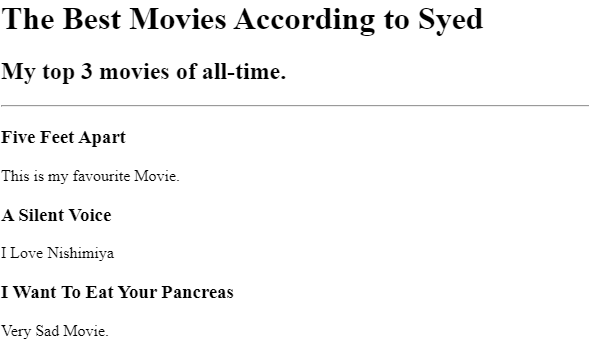 The Best Movies According to Syed
My top 3 movies of all-time.
Five Feet Apart
This is my favourite Movie.
A Silent Voice
I Love Nishimiya
I Want To Eat Your Pancreas
Very Sad Movie.